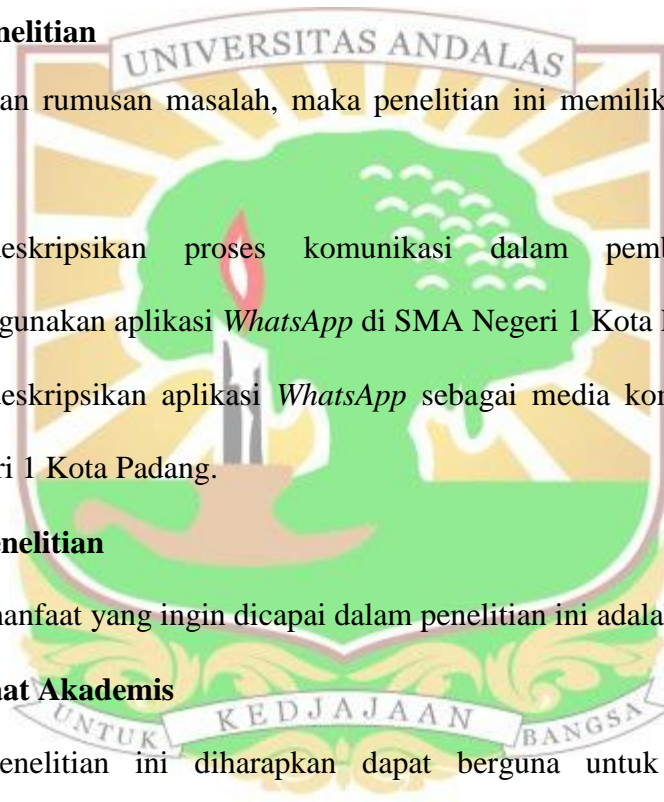 nelitian
UNIVERSITAS ANDALAS
an rumusan masalah, maka penelitian ini memilik
eskripsikan proses komunikasi dalam pemb
gunakan aplikasi WhatsApp di SMA Negeri 1 Kota
eskripsikan aplikasi WhatsApp sebagai media kor
ri 1 Kota Padang.
enelitian
manfaat yang ingin dicapai dalam penelitian ini adala
at Akademis
UNTUK KEDJAJAAN BANGSA
enelitian ini diharapkan dapat berguna untuk